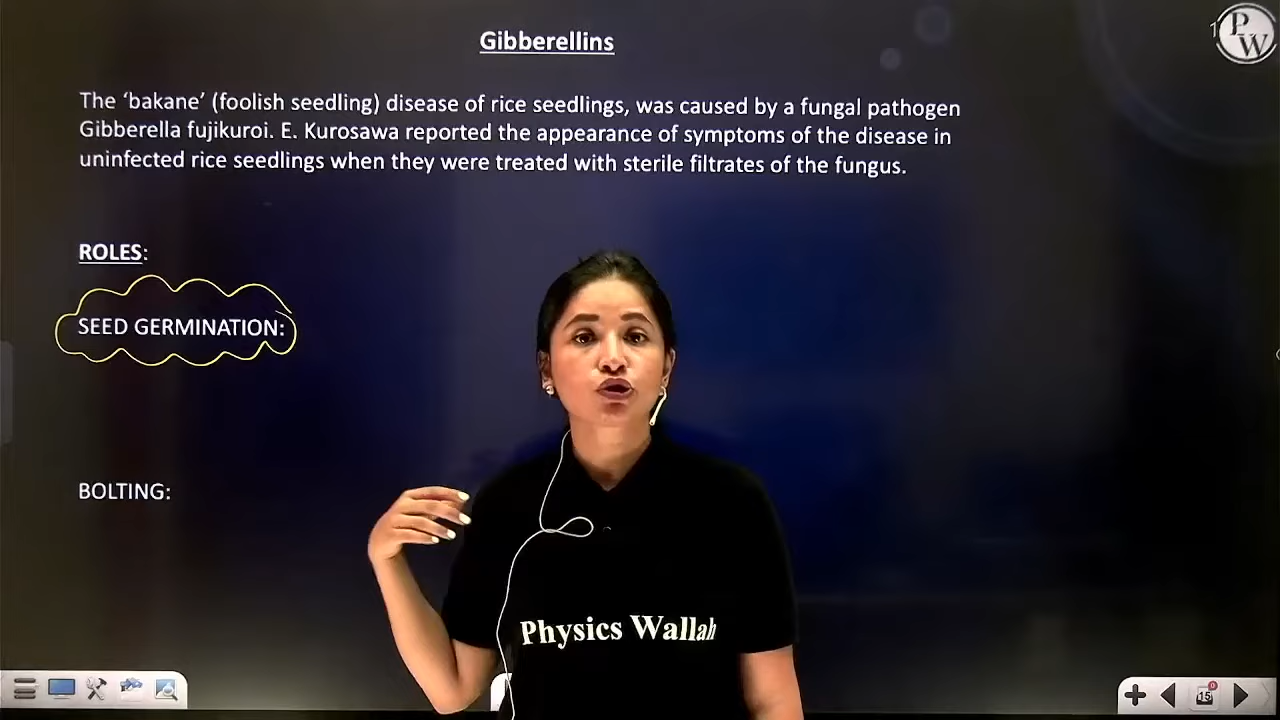 Gibberellins
The ‘bakane’ (foolish seedling) disease of rice seedlings, was caused by a fungal pathogen
Gibberella fujikuroi. E. Kurosawa reported the appearance of symptoms of the disease in
uninfected rice seedlings when they were treated with sterile filtrates of the fungus.
ROLES:
SEED GERMINATION:
BOLTING:
Physics Wallah
PW
15